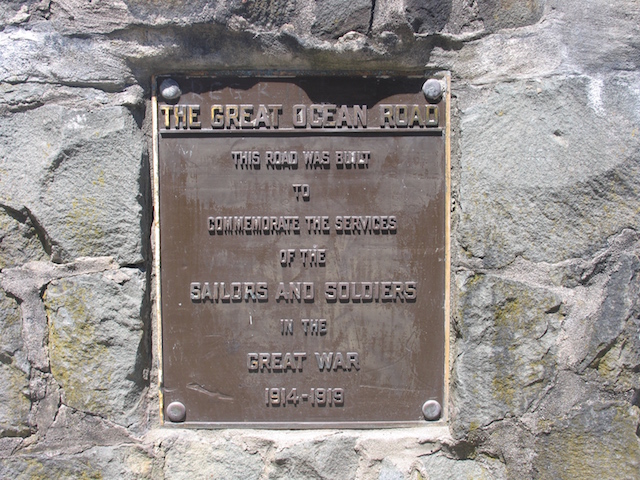 THE GREAT OCEAN ROAD
THIS ROAD WAS BUILT
TO
COMMEMORATE THE SERVICES
OF THE
SAILORS AND SOLDIERS
IN THE
GREAT WAR
1914-1919